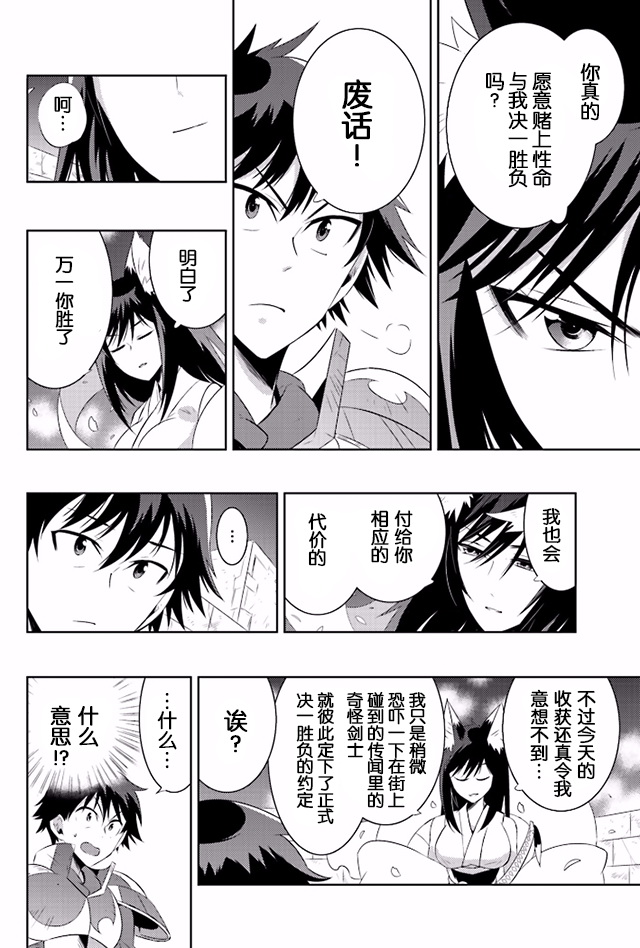 你真的
愿意赌上性命
与我决一胜负
吗?
废话!
呵…
明白了
万一你胜了
我也会
付给你
相应的
代价的
…
不过今天的
收获还真令我
意想不到…
我只是稍微
恐吓一下在街上
碰到的传闻里的
奇怪剑士
就彼此定下了正式
决一胜负的约定
诶?
…什么…
什么
意思!?